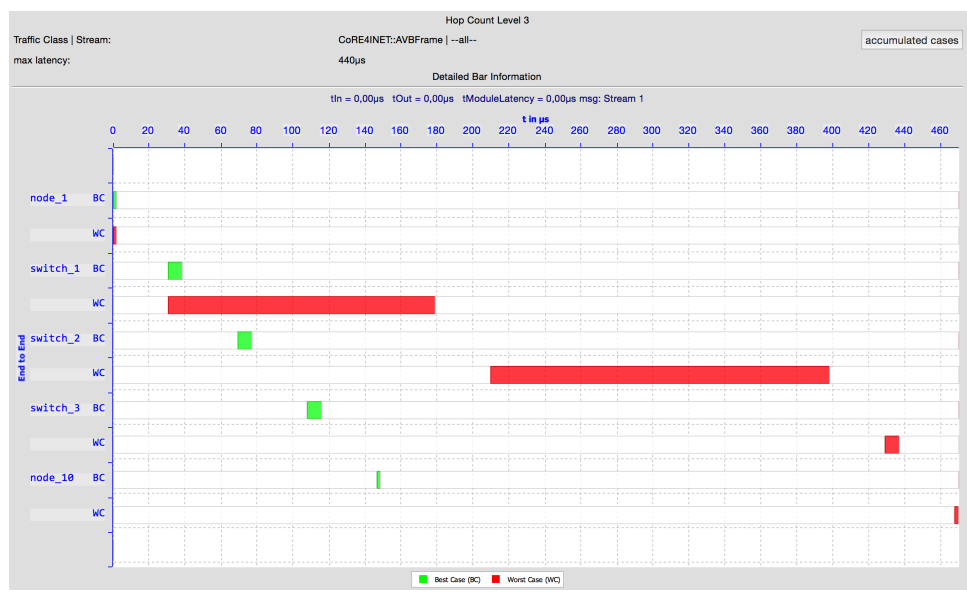 Hop Count Level 3
Traffic Class | Stream: CoRE4INET::AVBFrame | --all-- accumulated cases
max latency: 440µs
Detailed Bar Information
tIn = 0,00µs tOut = 0,00µs tModuleLatency = 0,00µs msg: Stream 1
t in µs
0 20 40 60 80 100 120 140 160 180 200 220 240 260 280 300 320 340 360 380 400 420 440 460
node_1 BC
WC
switch_1 BC
WC
End to End
switch_2 BC
WC
switch_3 BC
WC
node_10 BC
WC
Best Case (BC) Worst Case (WC)